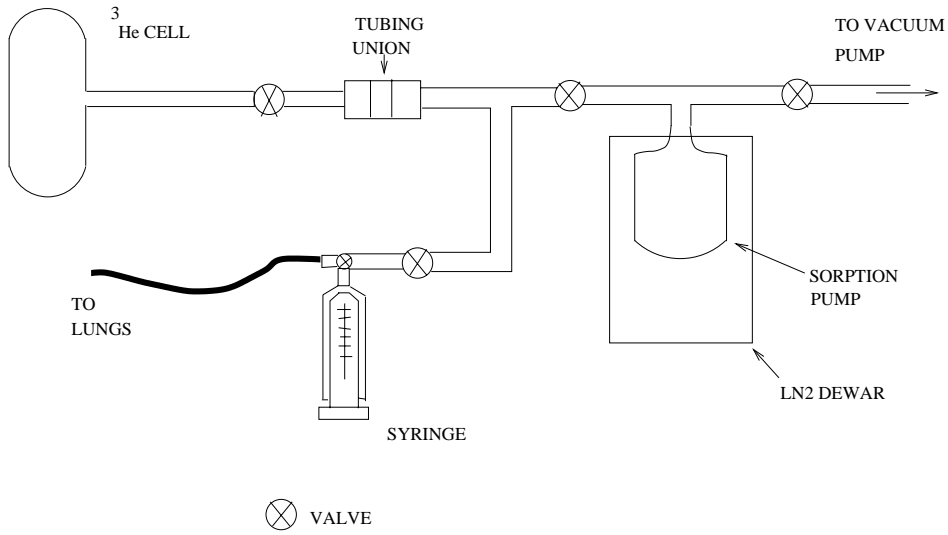 3
He CELL
TUBING
UNION
TO VACUUM
PUMP
TO
LUNGS
SORPTION
PUMP
LN2 DEWAR
SYRINGE
VALVE